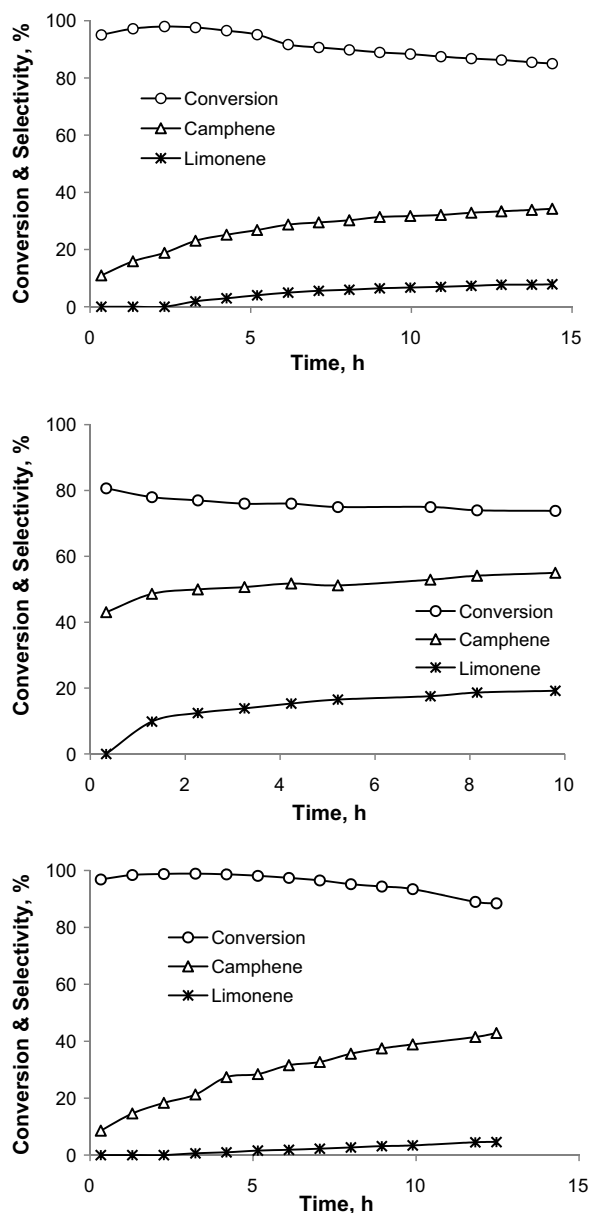 Conversion & Selectivity, %
100
80
60
40
20
0
Conversion
Camphene
Limonene
0 5 10 15
Time, h
Conversion & Selectivity, %
100
80
60
40
20
0
Conversion
Camphene
Limonene
0 2 4 6 8 10
Time, h
Conversion & Selectivity, %
100
80
60
40
20
0
Conversion
Camphene
Limonene
0 5 10 15
Time, h